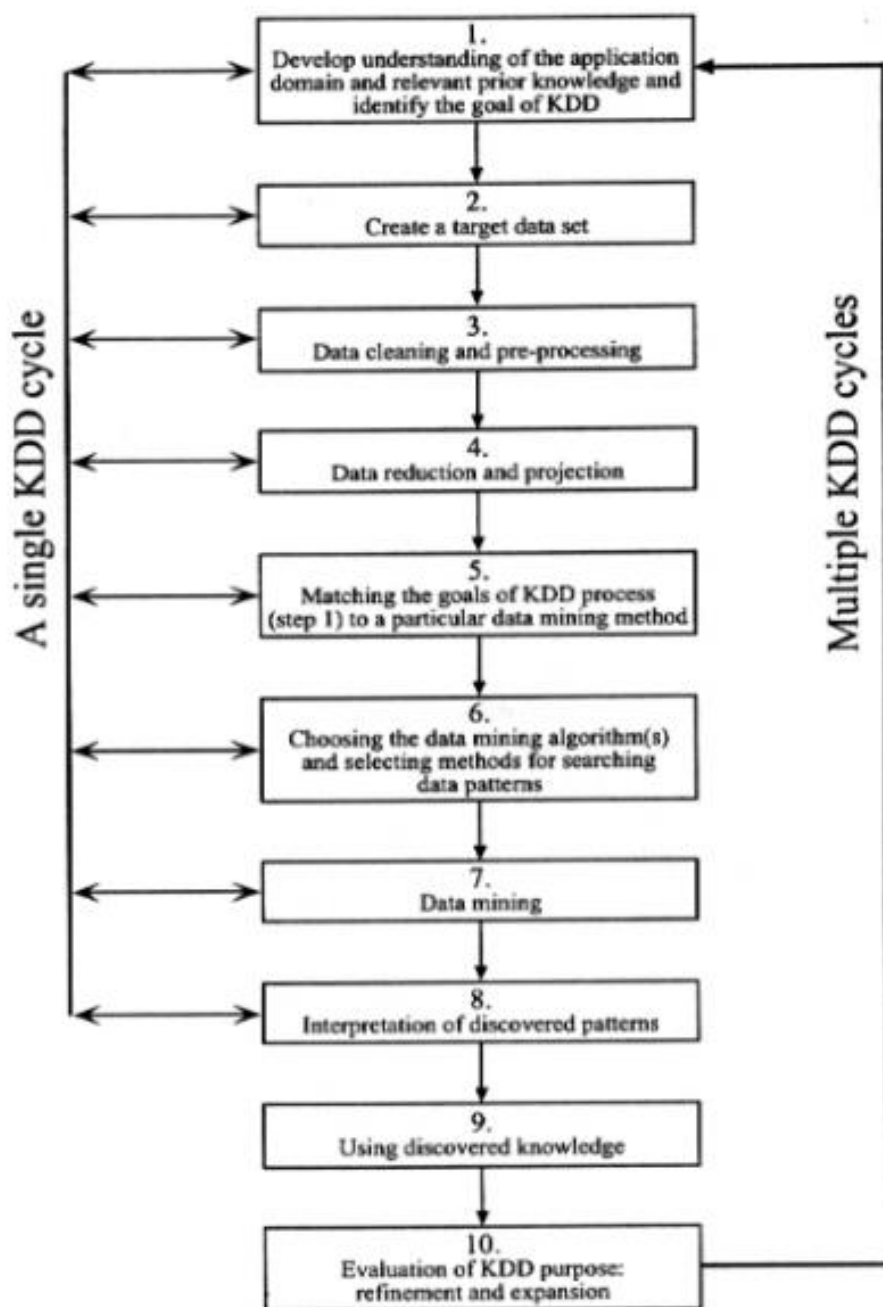 1.
Develop understanding of the application
domain and relevant prior knowledge and
identify the goal of KDD
2.
Create a target data set
3.
Data cleaning and pre-processing
4.
Data reduction and projection
5.
Matching the goals of KDD process
(step 1) to a particular data mining method
6.
Choosing the data mining algorithm(s)
and selecting methods for searching
data patterns
7.
Data mining
8.
Interpretation of discovered patterns
9.
Using discovered knowledge
10.
Evaluation of KDD purpose:
refinement and expansion
A single KDD cycle
Multiple KDD cycles